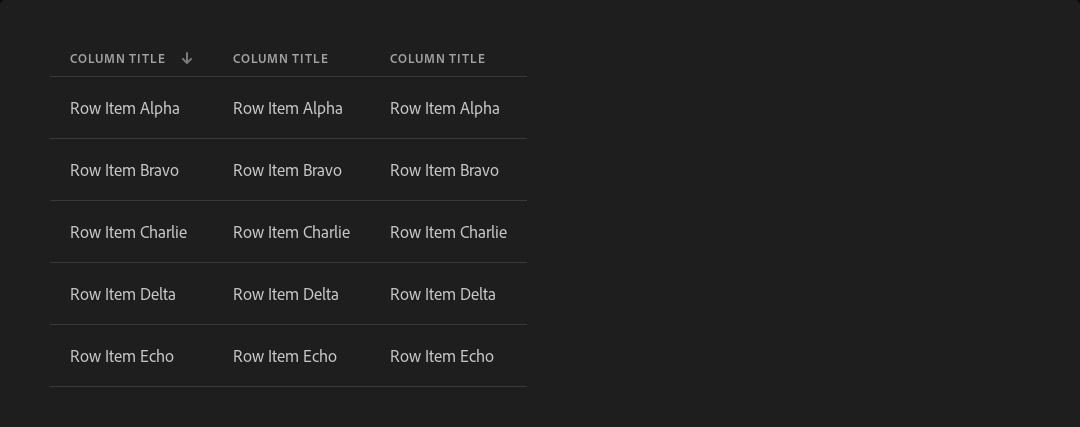 COLUMN TITLE COLUMN TITLE COLUMN TITLE
Row Item Alpha Row Item Alpha Row Item Alpha
Row Item Bravo Row Item Bravo Row Item Bravo
Row Item Charlie Row Item Charlie Row Item Charlie
Row Item Delta Row Item Delta Row Item Delta
Row Item Echo Row Item Echo Row Item Echo